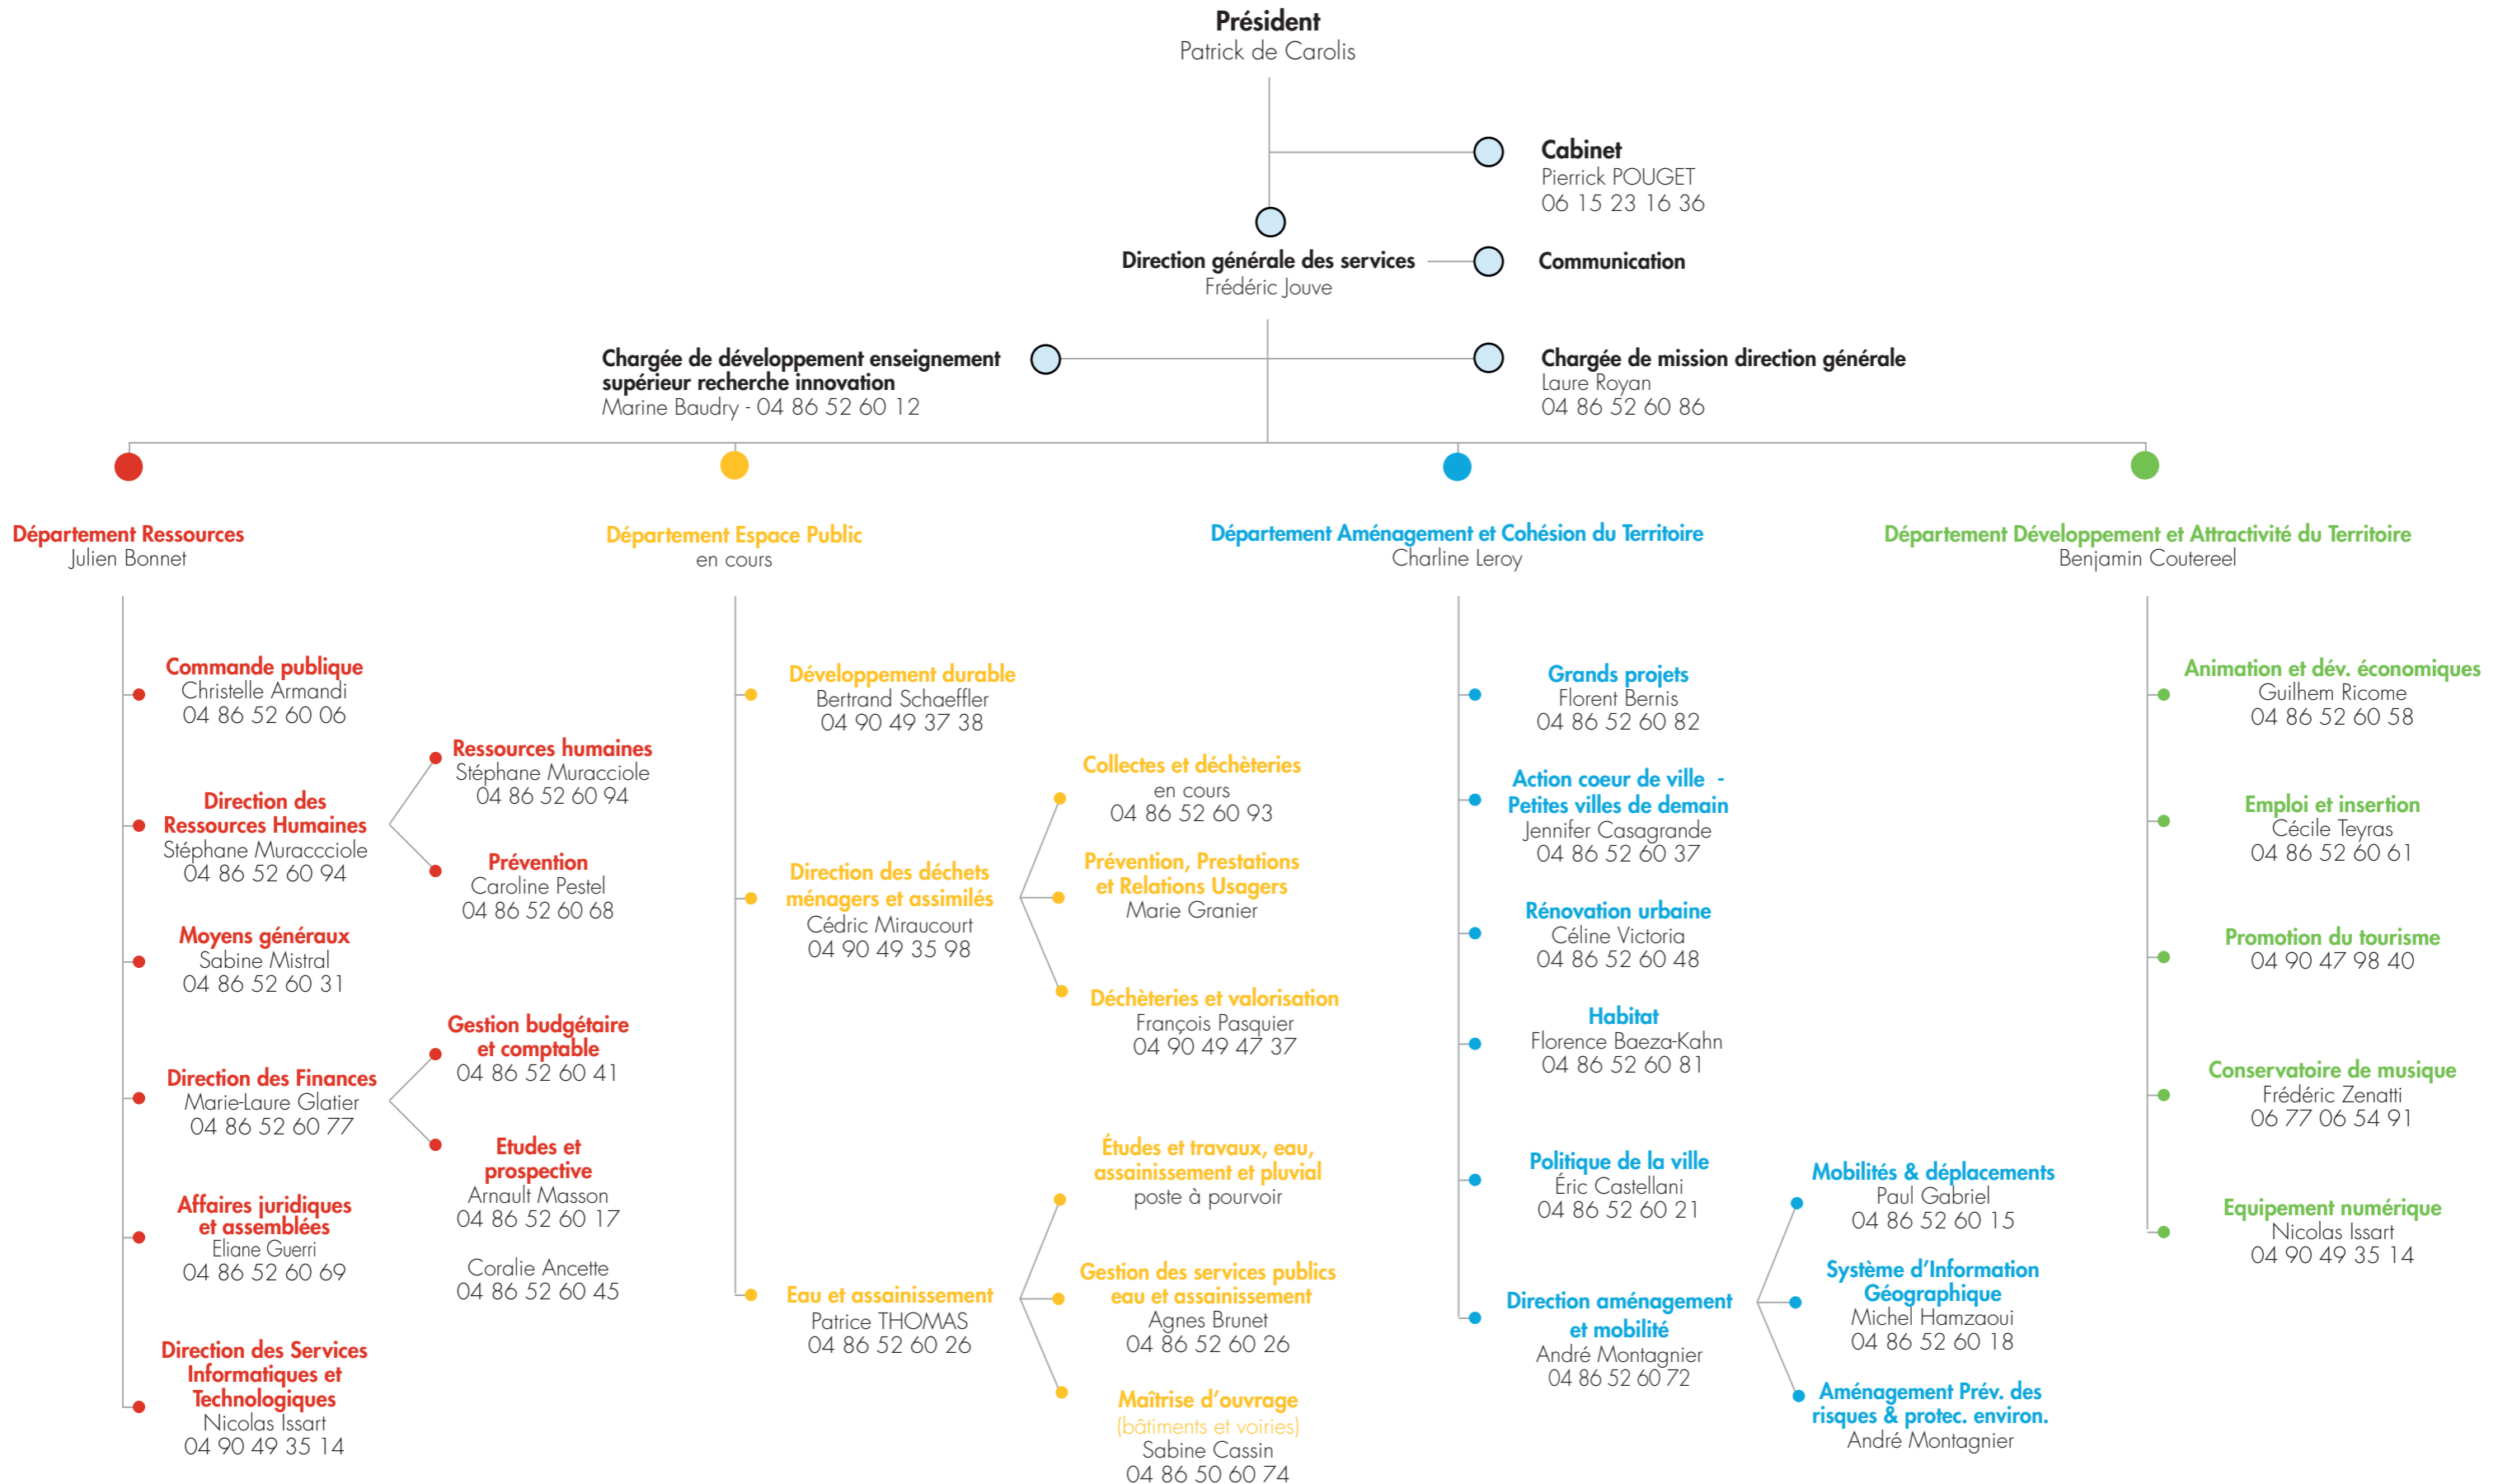 Président
Patrick de Carolis
Cabinet
Pierrick POUGET
06 15 23 16 36
Direction générale des services
Frédéric Jouve
Communication
Chargée de développement enseignement
supérieur recherche innovation
Marine Baudry - 04 86 52 60 12
Chargée de mission direction générale
Laure Royan
04 86 52 60 86
Département Ressources
Julien Bonnet
Commande publique
Christelle Armandi
04 86 52 60 06
Direction des
Ressources Humaines
Stéphane Muraccciole
04 86 52 60 94
Ressources humaines
Stéphane Muracciole
04 86 52 60 94
Prévention
Caroline Pestel
04 86 52 60 68
Moyens généraux
Sabine Mistral
04 86 52 60 31
Direction des Finances
Marie-Laure Glatier
04 86 52 60 77
Gestion budgétaire
et comptable
04 86 52 60 41
Etudes et
prospective
Arnault Masson
04 86 52 60 17
Coralie Ancette
04 86 52 60 45
Affaires juridiques
et assemblées
Eliane Guerri
04 86 52 60 69
Direction des Services
Informatiques et
Technologiques
Nicolas Issart
04 90 49 35 14
Département Espace Public
en cours
Développement durable
Bertrand Schaeffler
04 90 49 37 38
Direction des déchets
ménagers et assimilés
Cédric Miraucourt
04 90 49 35 98
Collectes et déchèteries
en cours
04 86 52 60 93
Prévention, Prestations
et Relations Usagers
Marie Granier
Déchèteries et valorisation
François Pasquier
04 90 49 47 37
Eau et assainissement
Patrice THOMAS
04 86 52 60 26
Études et travaux, eau,
assainissement et pluvial
poste à pourvoir
Gestion des services publics
eau et assainissement
Agnes Brunet
04 86 52 60 26
Maîtrise d'ouvrage
(bâtiments et voiries)
Sabine Cassin
04 86 50 60 74
Département Aménagement et Cohésion du Territoire
Charline Leroy
Grands projets
Florent Bernis
04 86 52 60 82
Action coeur de ville -
Petites villes de demain
Jennifer Casagrande
04 86 52 60 37
Rénovation urbaine
Céline Victoria
04 86 52 60 48
Habitat
Florence Baeza-Kahn
04 86 52 60 81
Politique de la ville
Éric Castellani
04 86 52 60 21
Direction aménagement
et mobilité
André Montagnier
04 86 52 60 72
Mobilités & déplacements
Paul Gabriel
04 86 52 60 15
Système d'Information
Géographique
Michel Hamzaoui
04 86 52 60 18
Aménagement Prév. des
risques & protec. environ.
André Montagnier
Département Développement et Attractivité du Territoire
Benjamin Coutereel
Animation et dév. économiques
Guilhem Ricome
04 86 52 60 58
Emploi et insertion
Cécile Teyras
04 86 52 60 61
Promotion du tourisme
04 90 47 98 40
Conservatoire de musique
Frédéric Zenatti
06 77 06 54 91
Equipement numérique
Nicolas Issart
04 90 49 35 14